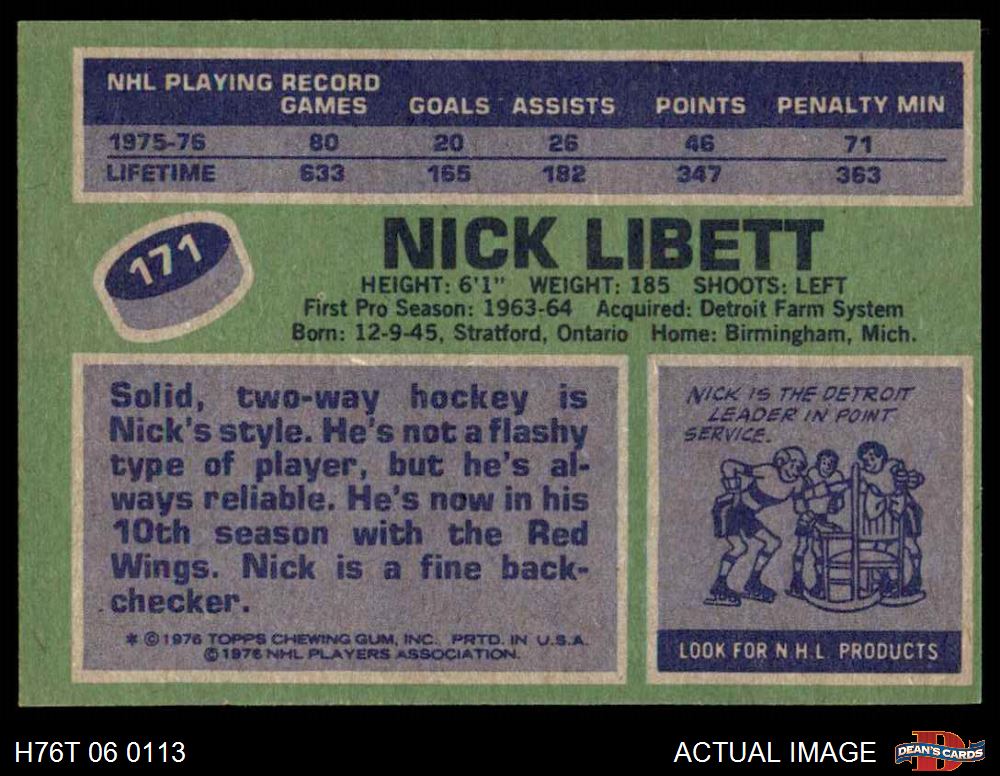 NHL PLAYING RECORD
GAMES GOALS ASSISTS POINTS PENALTY MIN
1975-76 80 20 26 46 71
LIFETIME 633 165 182 347 363
171
NICK LIBETT
HEIGHT: 6'1" WEIGHT: 185 SHOOTS: LEFT
First Pro Season: 1963-64 Acquired: Detroit Farm System
Born: 12-9-45, Stratford, Ontario Home: Birmingham, Mich.
Solid, two-way hockey is
Nick's style. He's not a flashy
type of player, but he's al-
ways reliable. He's now in his
10th season with the Red
Wings. Nick is a fine back-
checker.
* ©1976 TOPPS CHEWING GUM, INC. PRTD. IN U.S.A.
©1976 NHL PLAYERS ASSOCIATION.
NICK IS THE DETROIT
LEADER IN POINT
SERVICE.
LOOK FOR N H L PRODUCTS
H76T 06 0113
ACTUAL IMAGE
DEAN'S CARDS